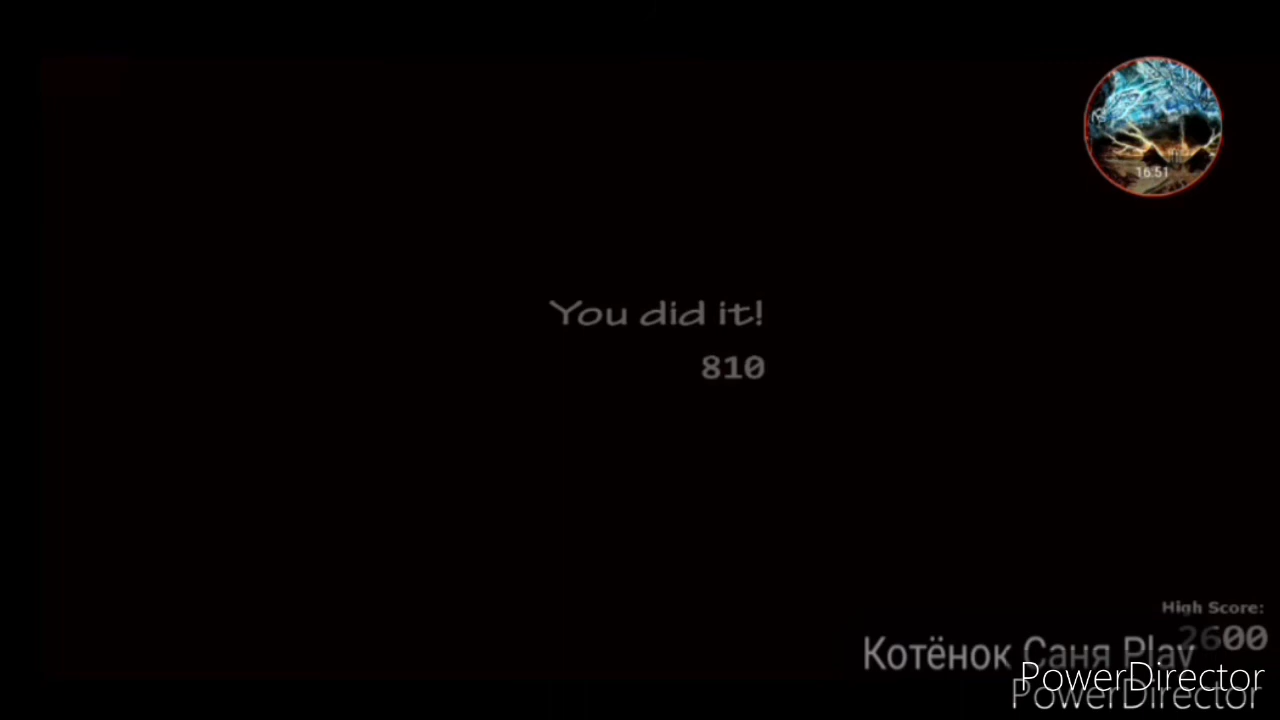 16:51
You did it!
810
High Score:
2600
Котёнок Саня Play
PowerDirector
PowerDirector